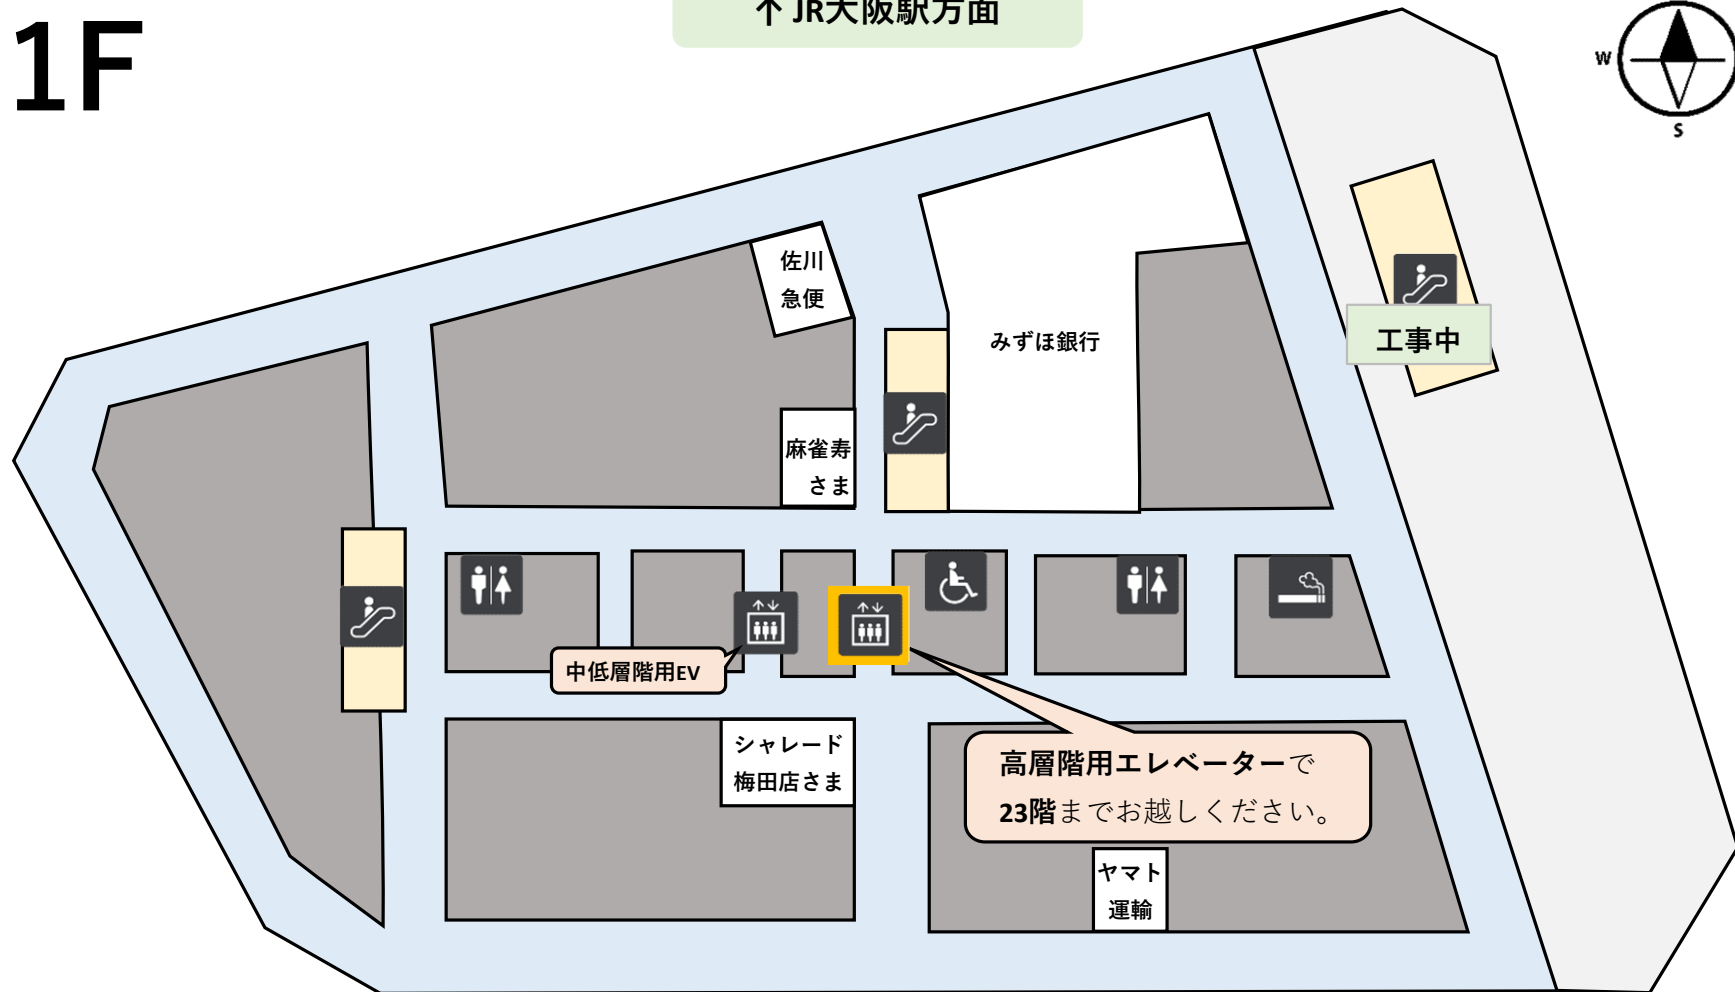 ↑ JR大阪駅方面
1F
W
S
佐川
急便
みずほ銀行
工事中
麻雀寿
さま
中低層階用EV
シャレード
梅田店さま
高層階用エレベーターで
23階までお越しください。
ヤマト
運輸